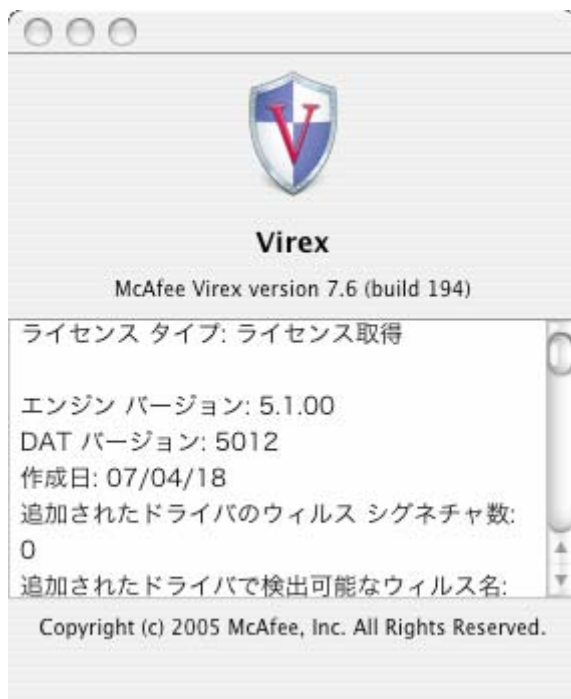 V
Virex
McAfee Virex version 7.6 (build 194)
ライセンス タイプ: ライセンス取得
エンジン バージョン: 5.1.00
DAT バージョン: 5012
作成日: 07/04/18
追加されたドライバのウィルス シグネチャ数:
0
追加されたドライバで検出可能なウィルス名:
Copyright (c) 2005 McAfee, Inc. All Rights Reserved.